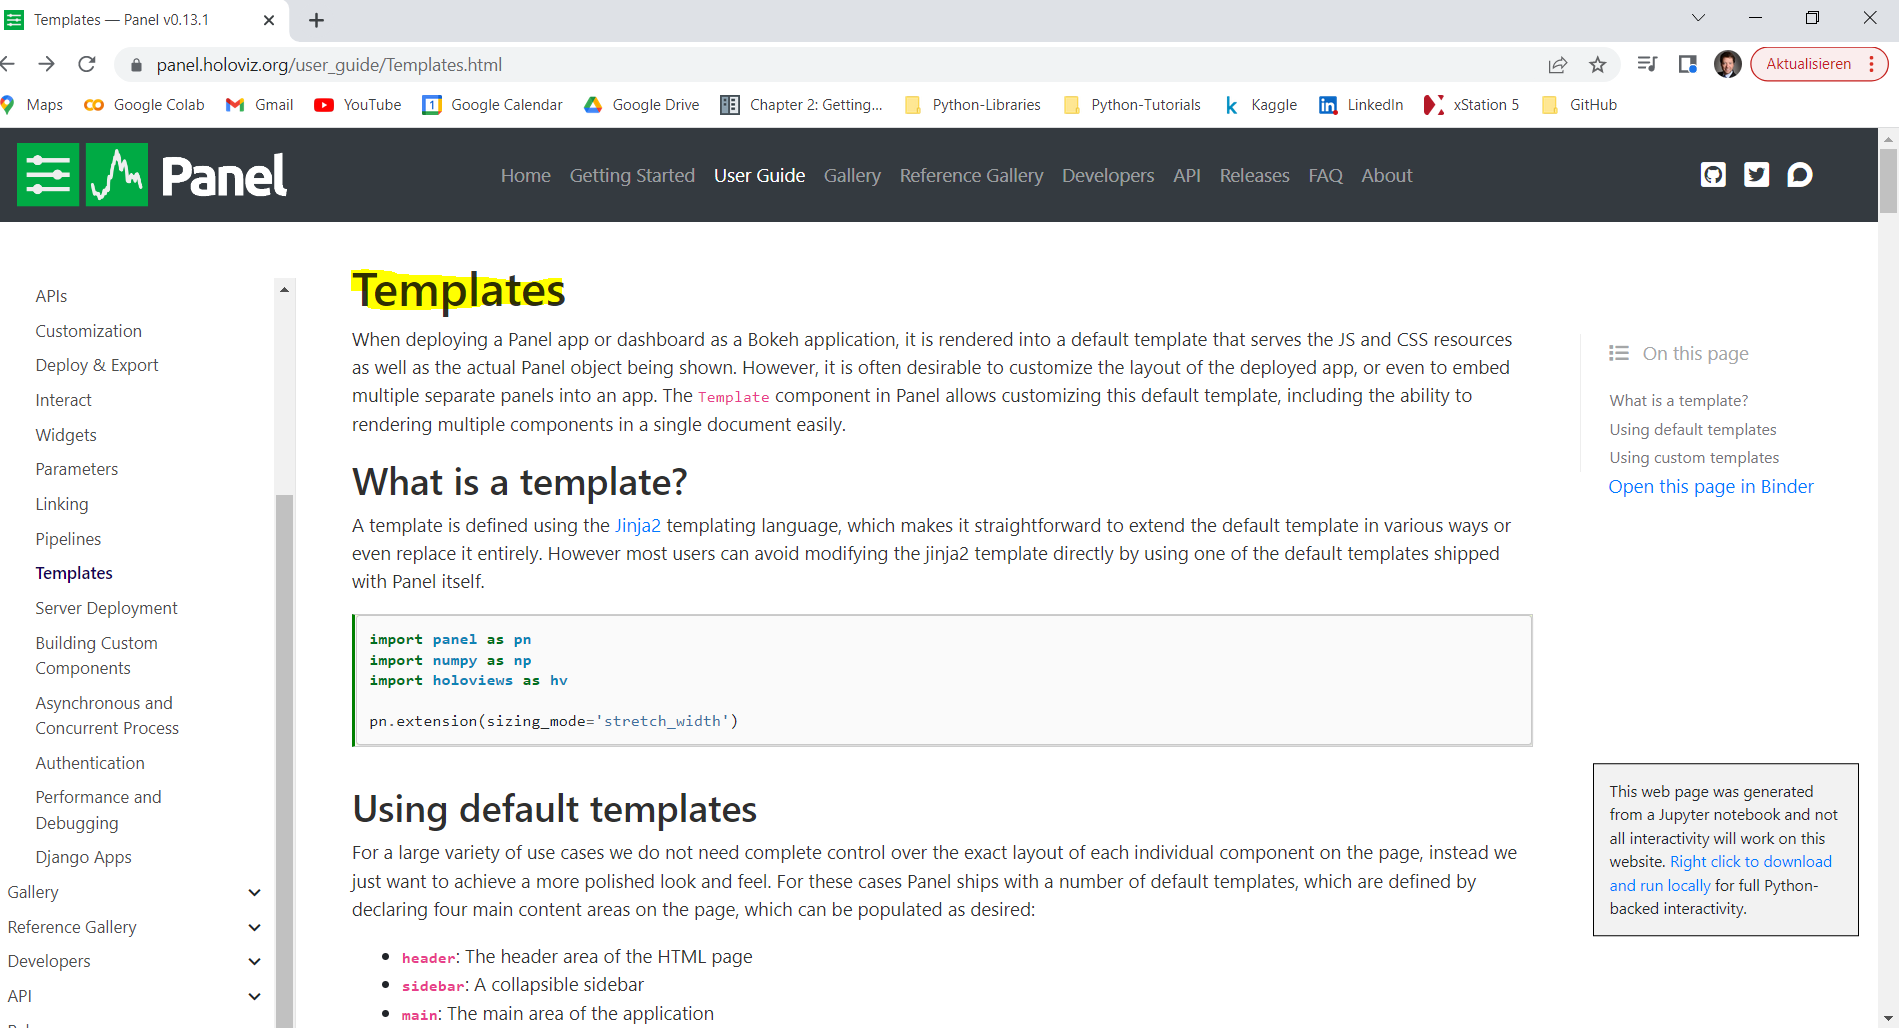 Templates — Panel v0.13.1
panel.holoviz.org/user_guide/Templates.html
Aktualisieren
Maps Google Colab Gmail YouTube Google Calendar Google Drive Chapter 2: Getting... Python-Libraries Python-Tutorials Kaggle LinkedIn xStation 5 GitHub
Panel
Home Getting Started User Guide Gallery Reference Gallery Developers API Releases FAQ About
APIs
Customization
Deploy & Export
Interact
Widgets
Parameters
Linking
Pipelines
Templates
Server Deployment
Building Custom
Components
Asynchronous and
Concurrent Process
Authentication
Performance and
Debugging
Django Apps
Gallery
Reference Gallery
Developers
API
Templates
When deploying a Panel app or dashboard as a Bokeh application, it is rendered into a default template that serves the JS and CSS resources
as well as the actual Panel object being shown. However, it is often desirable to customize the layout of the deployed app, or even to embed
multiple separate panels into an app. The Template component in Panel allows customizing this default template, including the ability to
rendering multiple components in a single document easily.
What is a template?
A template is defined using the Jinja2 templating language, which makes it straightforward to extend the default template in various ways or
even replace it entirely. However most users can avoid modifying the jinja2 template directly by using one of the default templates shipped
with Panel itself.
import panel as pn
import numpy as np
import holoviews as hv
pn.extension(sizing_mode='stretch_width')
Using default templates
For a large variety of use cases we do not need complete control over the exact layout of each individual component on the page, instead we
just want to achieve a more polished look and feel. For these cases Panel ships with a number of default templates, which are defined by
declaring four main content areas on the page, which can be populated as desired:
• header: The header area of the HTML page
• sidebar: A collapsible sidebar
• main: The main area of the application
On this page
What is a template?
Using default templates
Using custom templates
Open this page in Binder
This web page was generated
from a Jupyter notebook and not
all interactivity will work on this
website. Right click to download
and run locally for full Python-
backed interactivity.